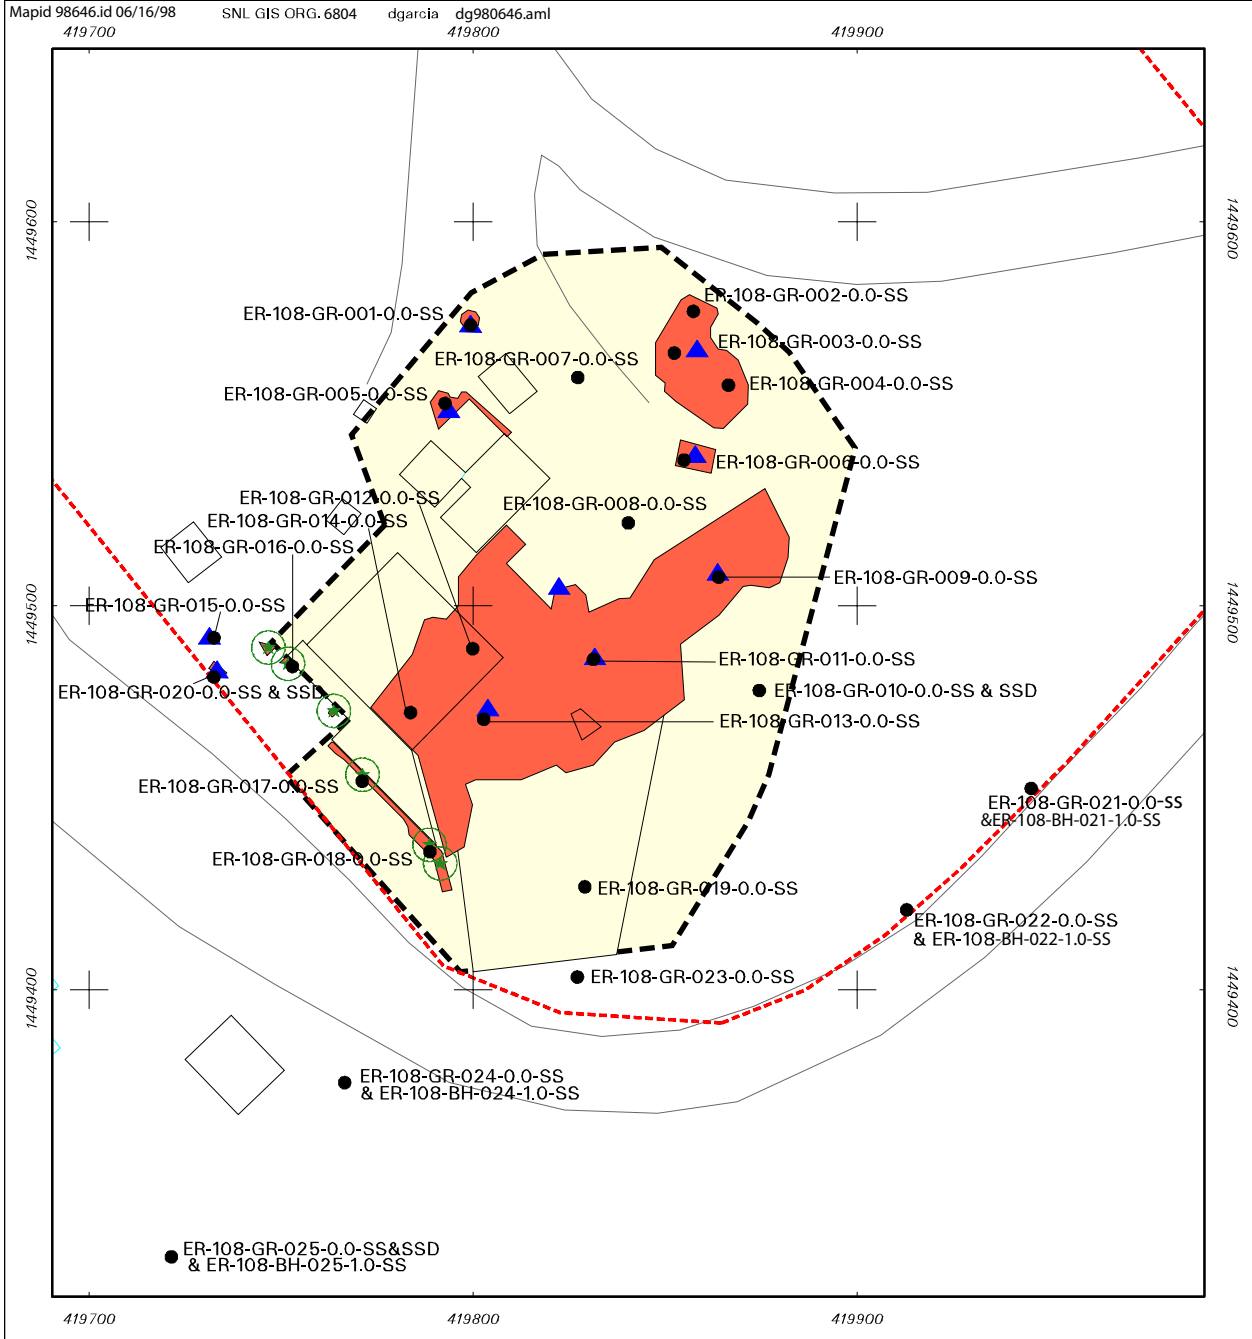 Mapid 98646.id 06/16/98 SNL GIS ORG. 6804 dgarcia dg980646.aml
419700 419800 419900
1449600 1449600
ER-108-GR-002-0.0-SS
ER-108-GR-001-0.0-SS
ER-108-GR-003-0.0-SS
ER-108-GR-007-0.0-SS
ER-108-GR-004-0.0-SS
ER-108-GR-005-0.0-SS
ER-108-GR-006-0.0-SS
ER-108-GR-012-0.0-SS
ER-108-GR-008-0.0-SS
ER-108-GR-014-0.0-SS
ER-108-GR-016-0.0-SS
ER-108-GR-009-0.0-SS
ER-108-GR-015-0.0-SS
1449500 1449500
ER-108-GR-011-0.0-SS
ER-108-GR-020-0.0-SS & SSD
ER-108-GR-010-0.0-SS & SSD
ER-108-GR-013-0.0-SS
ER-108-GR-017-0.0-SS
ER-108-GR-021-0.0-SS
&ER-108-BH-021-1.0-SS
ER-108-GR-018-0.0-SS
ER-108-GR-019-0.0-SS
ER-108-GR-022-0.0-SS
& ER-108-BH-022-1.0-SS
ER-108-GR-023-0.0-SS
1449400 1449400
ER-108-GR-024-0.0-SS
& ER-108-BH-024-1.0-SS
ER-108-GR-025-0.0-SS&SSD
& ER-108-BH-025-1.0-SS
419700 419800 419900